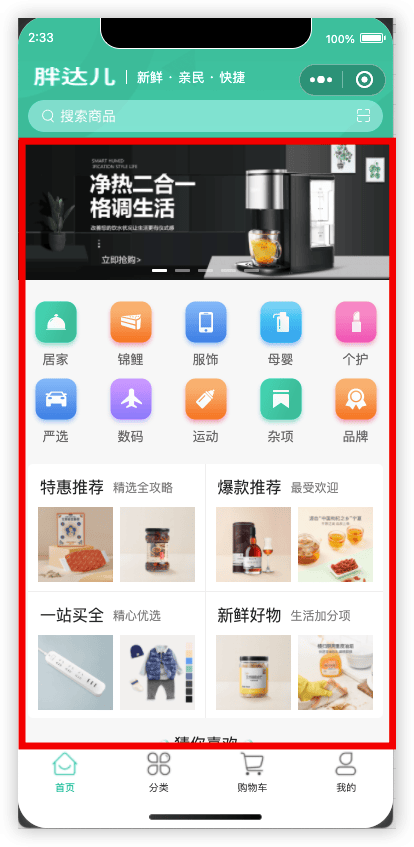 2:33
100%
胖达儿 | 新鲜 · 亲民 · 快捷
搜索商品
SMART HUNED
IXCATION STYLE LIFE
净热二合一
格调生活
改善您的饮水状况让生活更有仪式感
立即抢购>
居家 锦鲤 服饰 母婴 个护
严选 数码 运动 杂项 品牌
特惠推荐 精选全攻略
爆款推荐 最受欢迎
一站买全 精心优选
新鲜好物 生活加分项
猜你喜欢
首页 分类 购物车 我的